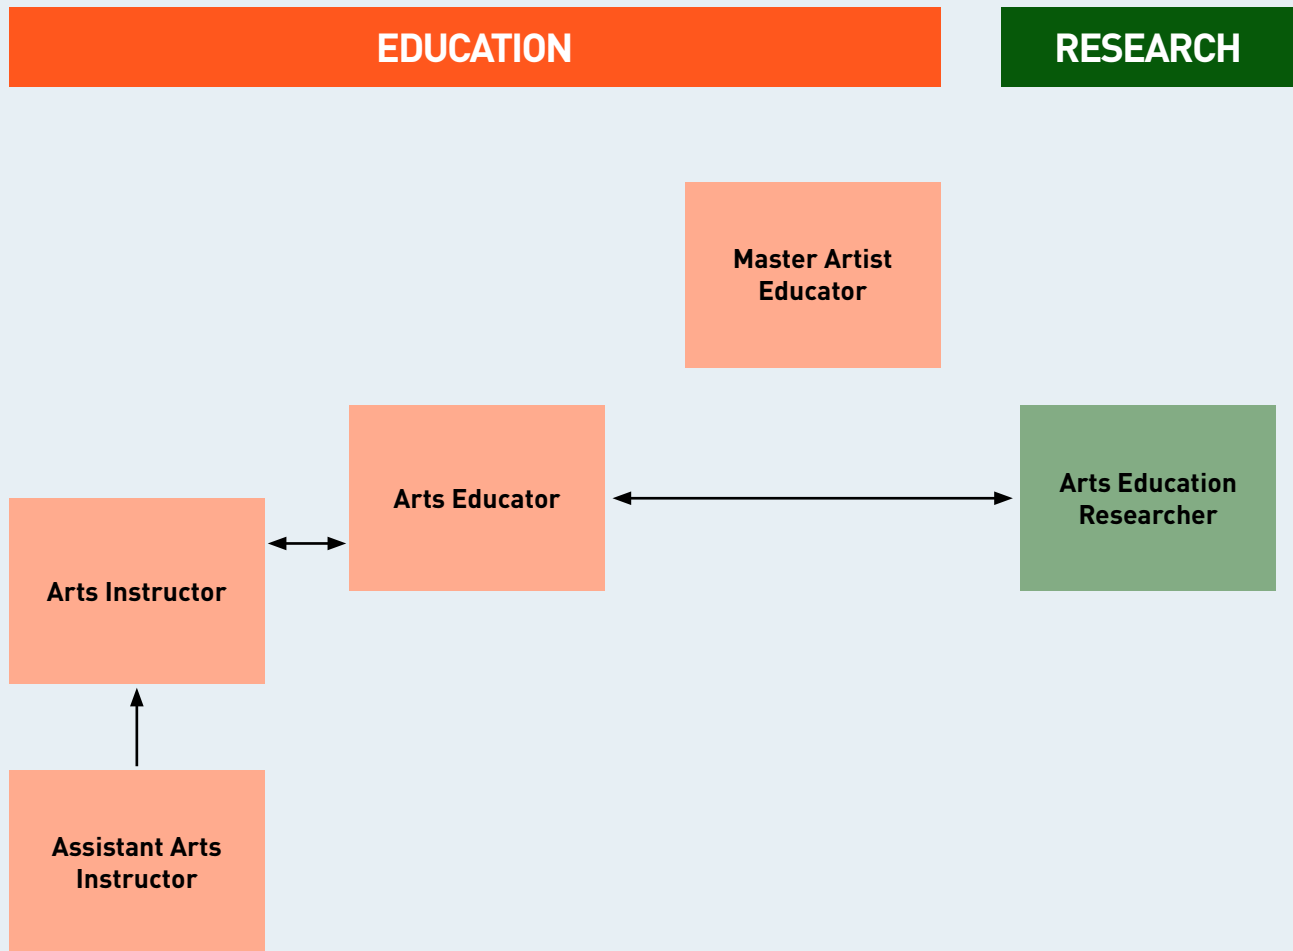 EDUCATION
RESEARCH
Master Artist
Educator
Arts Educator
Arts Education
Researcher
Arts Instructor
Assistant Arts
Instructor